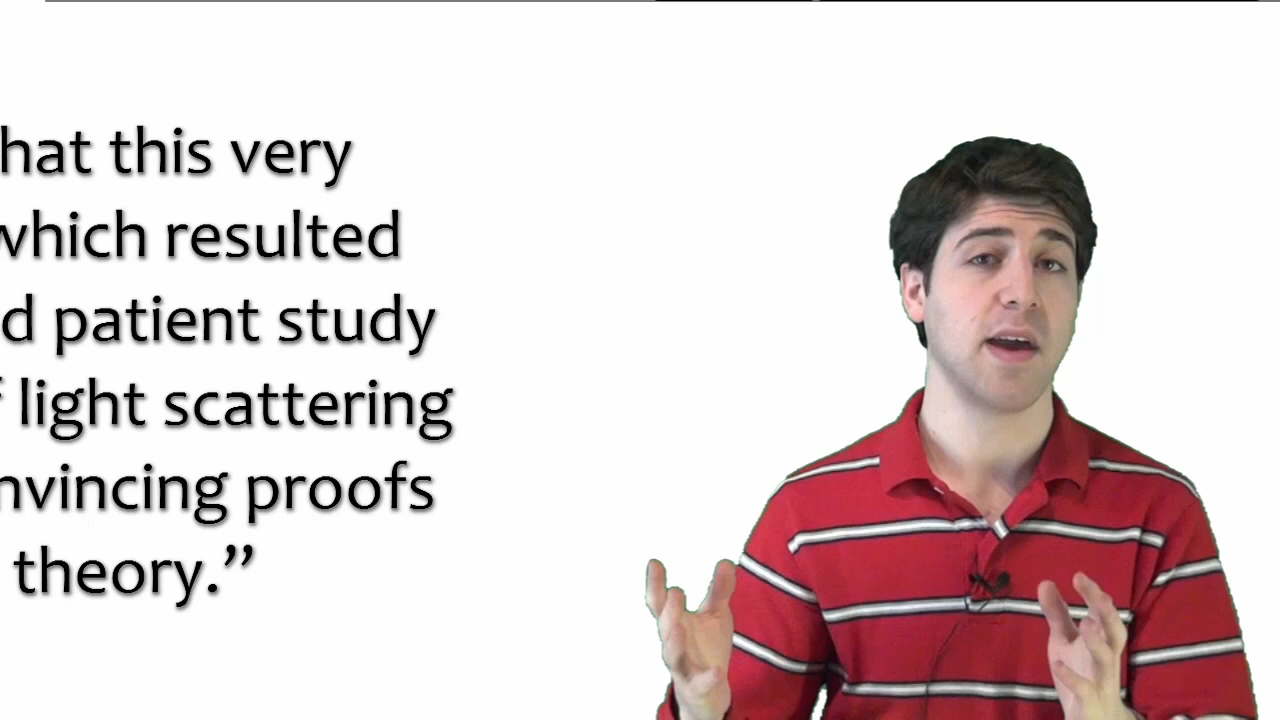 hat this very
which resulted
d patient study
light scattering
nvincing proofs
theory.”